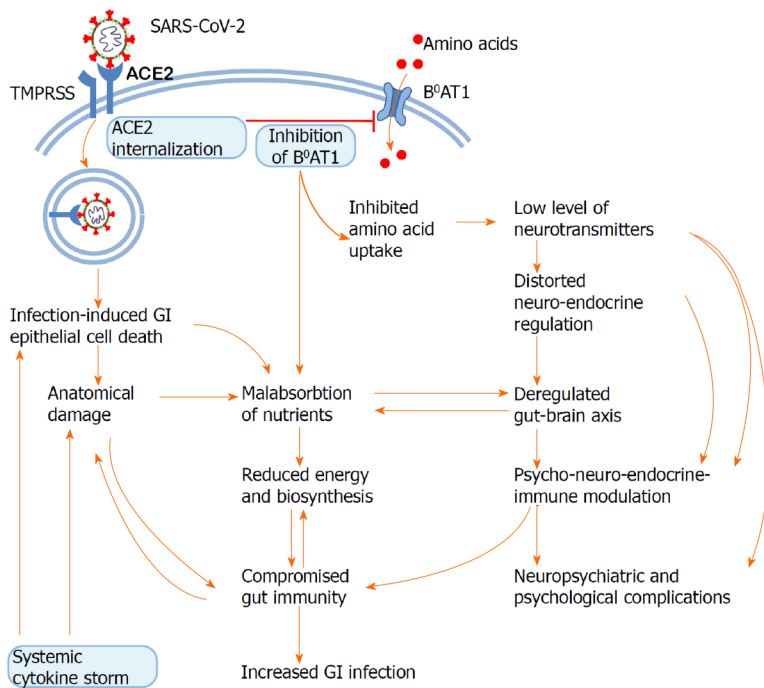 SARS-CoV-2
Amino acids
ACE2
TMPRSS
B⁰AT1
ACE2
internalization
Inhibition
of B⁰AT1
Inhibited
amino acid
uptake
Low level of
neurotransmitters
Distorted
neuro-endocrine
regulation
Infection-induced GI
epithelial cell death
Anatomical
damage
Malabsorbtion
of nutrients
Deregulated
gut-brain axis
Reduced energy
and biosynthesis
Psycho-neuro-endocrine-
immune modulation
Compromised
gut immunity
Neuropsychiatric and
psychological complications
Systemic
cytokine storm
Increased GI infection